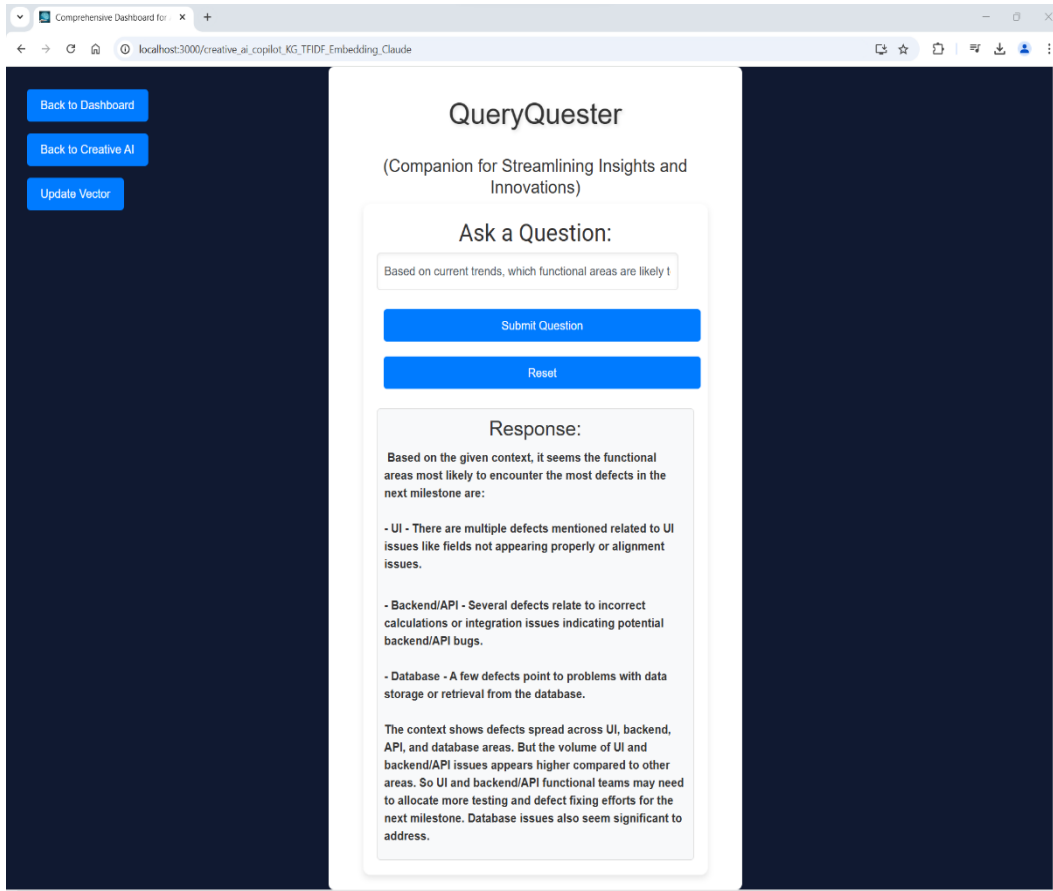 Comprehensive Dashboard for
localhost:3000/creative_ai_copilot_KG_TFIDF_Embedding_Claude
Back to Dashboard
Back to Creative AI
Update Vector
QueryQuester
(Companion for Streamlining Insights and
Innovations)
Ask a Question:
Based on current trends, which functional areas are likely t
Submit Question
Reset
Response:
Based on the given context, it seems the functional
areas most likely to encounter the most defects in the
next milestone are:
- UI - There are multiple defects mentioned related to UI
issues like fields not appearing properly or alignment
issues.
- Backend/API - Several defects relate to incorrect
calculations or integration issues indicating potential
backend/API bugs.
- Database - A few defects point to problems with data
storage or retrieval from the database.
The context shows defects spread across UI, backend,
API, and database areas. But the volume of UI and
backend/API issues appears higher compared to other
areas. So UI and backend/API functional teams may need
to allocate more testing and defect fixing efforts for the
next milestone. Database issues also seem significant to
address.